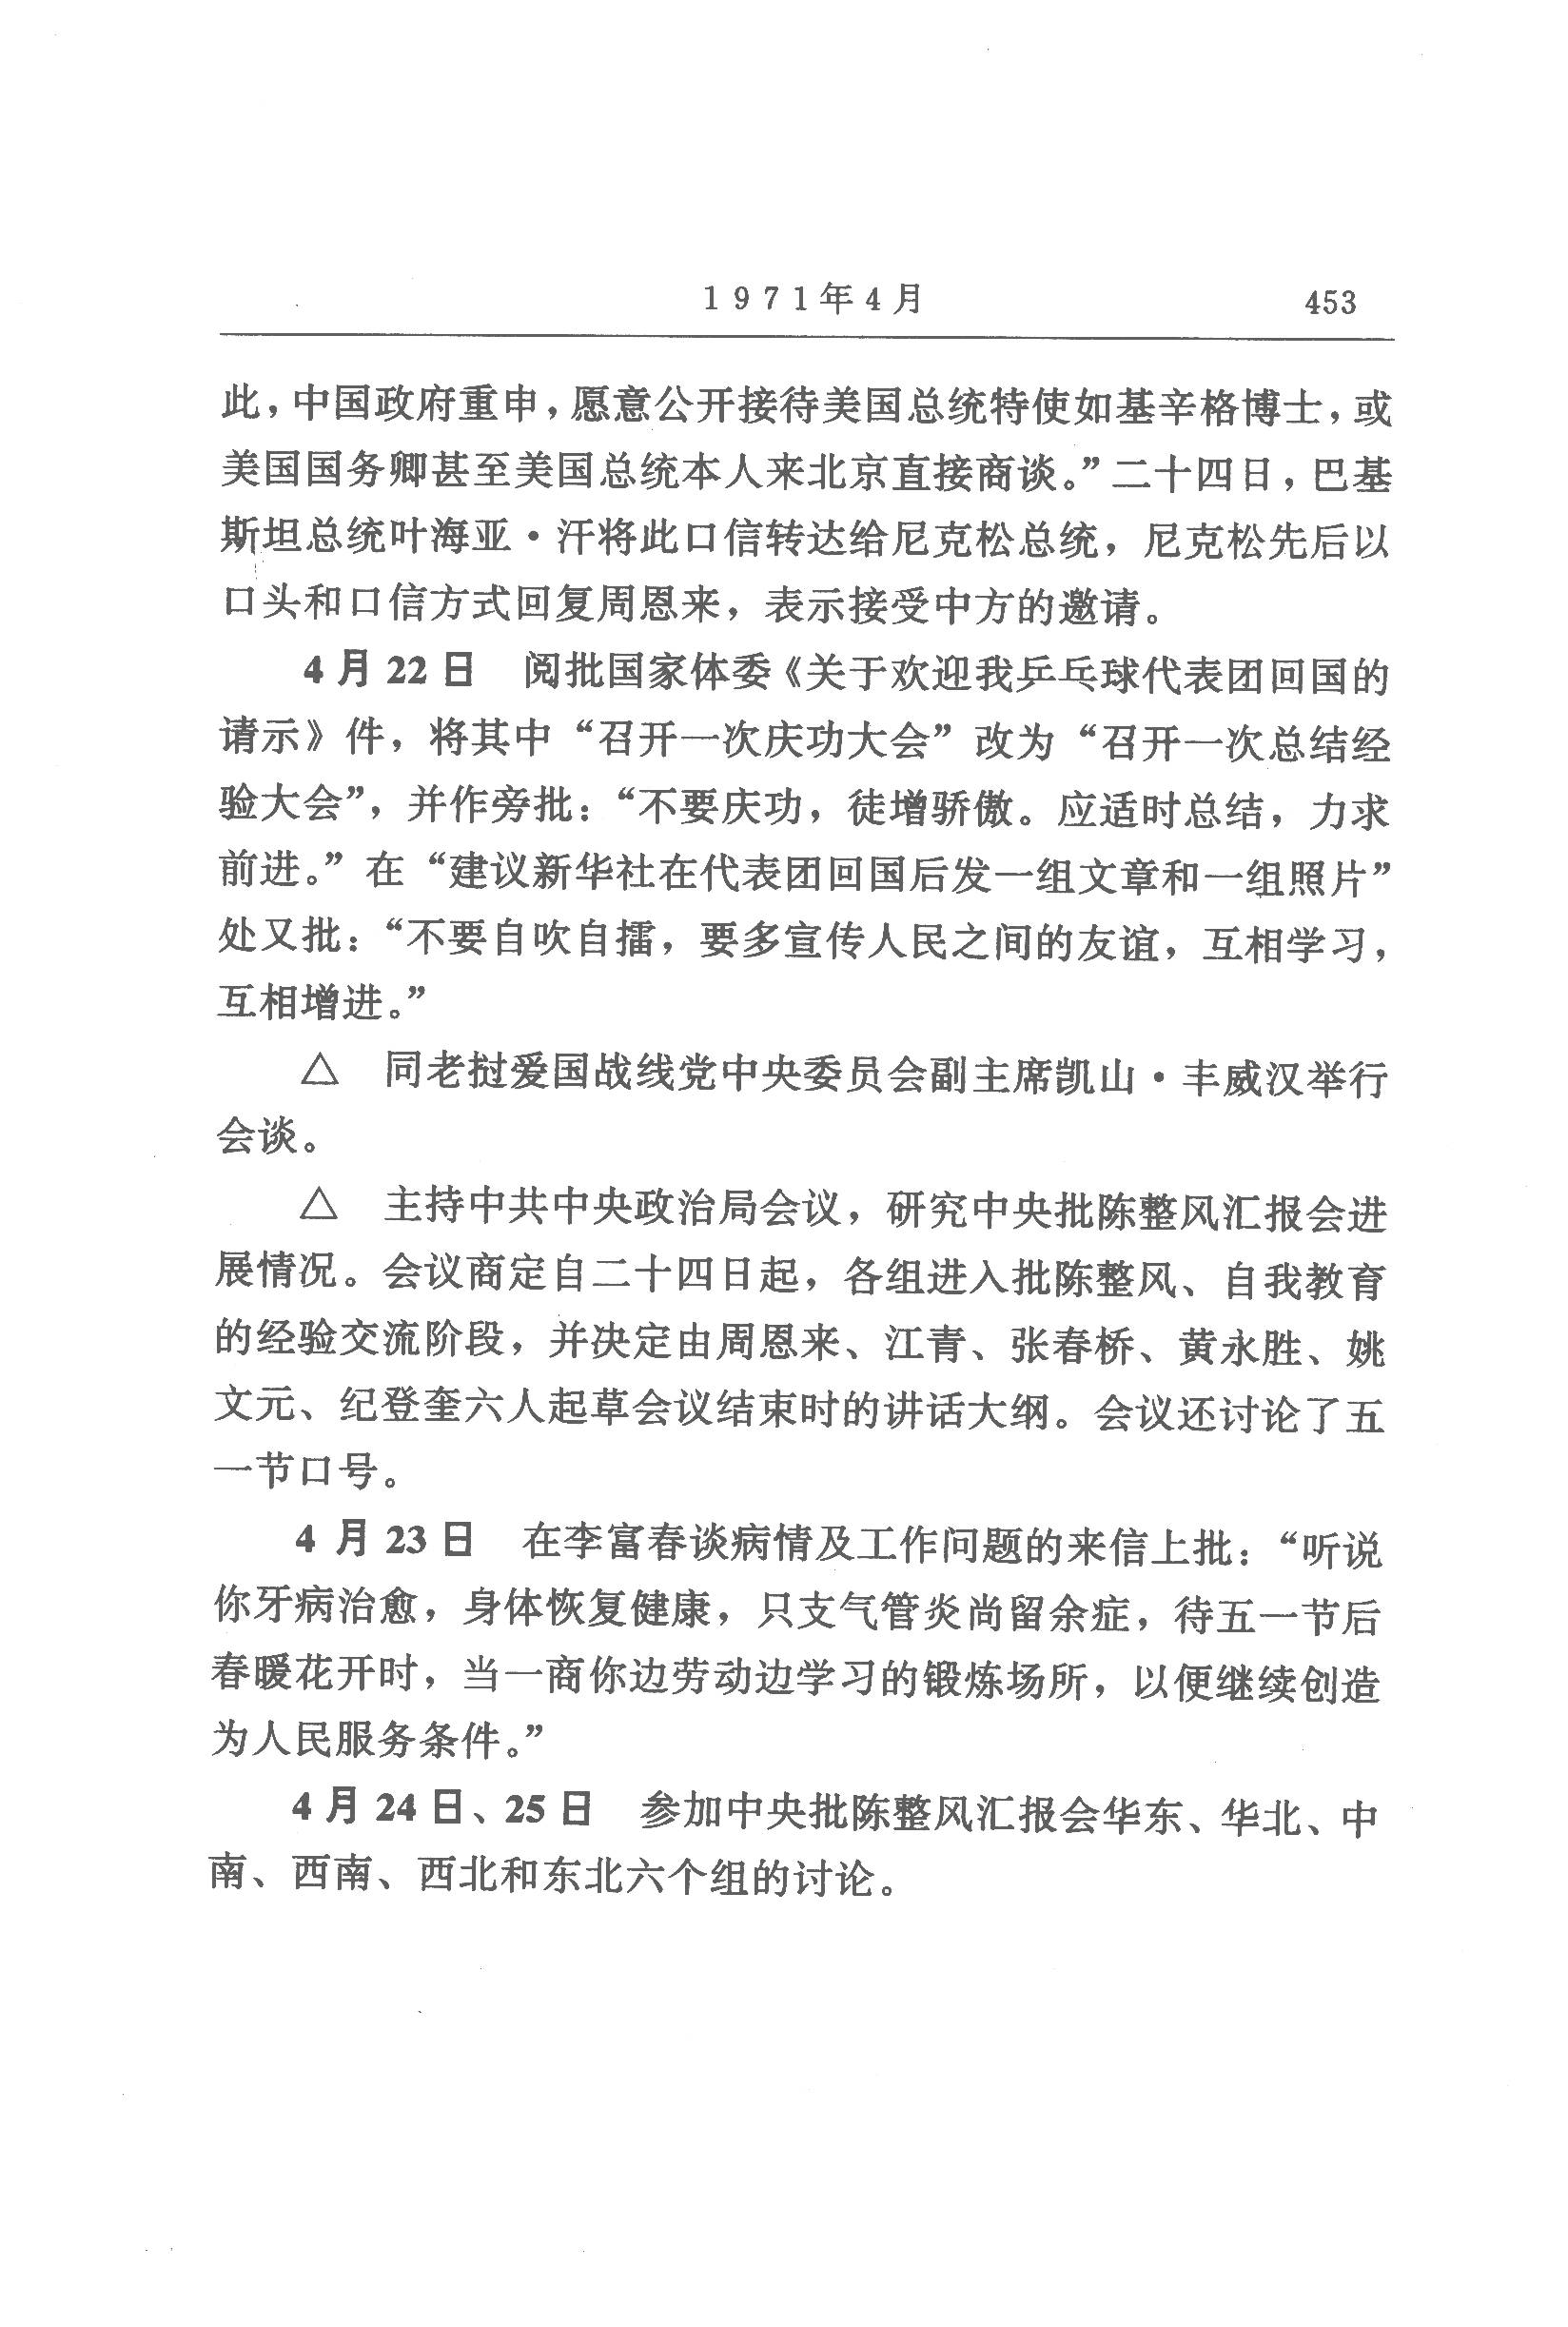 1971年4月 453
此，中国政府重申，愿意公开接待美国总统特使如基辛格博士，或
美国国务卿甚至美国总统本人来北京直接商谈。”二十四日，巴基
斯坦总统叶海亚·汗将此口信转达给尼克松总统，尼克松先后以
口头和口信方式回复周恩来，表示接受中方的邀请。
4月22日 阅批国家体委《关于欢迎我乒乓球代表团回国的
请示》件，将其中“召开一次庆功大会”改为“召开一次总结经
验大会”，并作旁批：“不要庆功，徒增骄傲。应适时总结，力求
前进。”在“建议新华社在代表团回国后发一组文章和一组照片”
处又批：“不要自吹自擂，要多宣传人民之间的友谊，互相学习，
互相增进。”
△ 同老挝爱国战线党中央委员会副主席凯山·丰威汉举行
会谈。
△ 主持中共中央政治局会议，研究中央批陈整风汇报会进
展情况。会议商定自二十四日起，各组进入批陈整风、自我教育
的经验交流阶段，并决定由周恩来、江青、张春桥、黄永胜、姚
文元、纪登奎六人起草会议结束时的讲话大纲。会议还讨论了五
一节口号。
4月23日 在李富春谈病情及工作问题的来信上批：“听说
你牙病治愈，身体恢复健康，只支气管炎尚留余症，待五一节后
春暖花开时，当一商你边劳动边学习的锻炼场所，以便继续创造
为人民服务条件。”
4月24日、25日 参加中央批陈整风汇报会华东、华北、中
南、西南、西北和东北六个组的讨论。